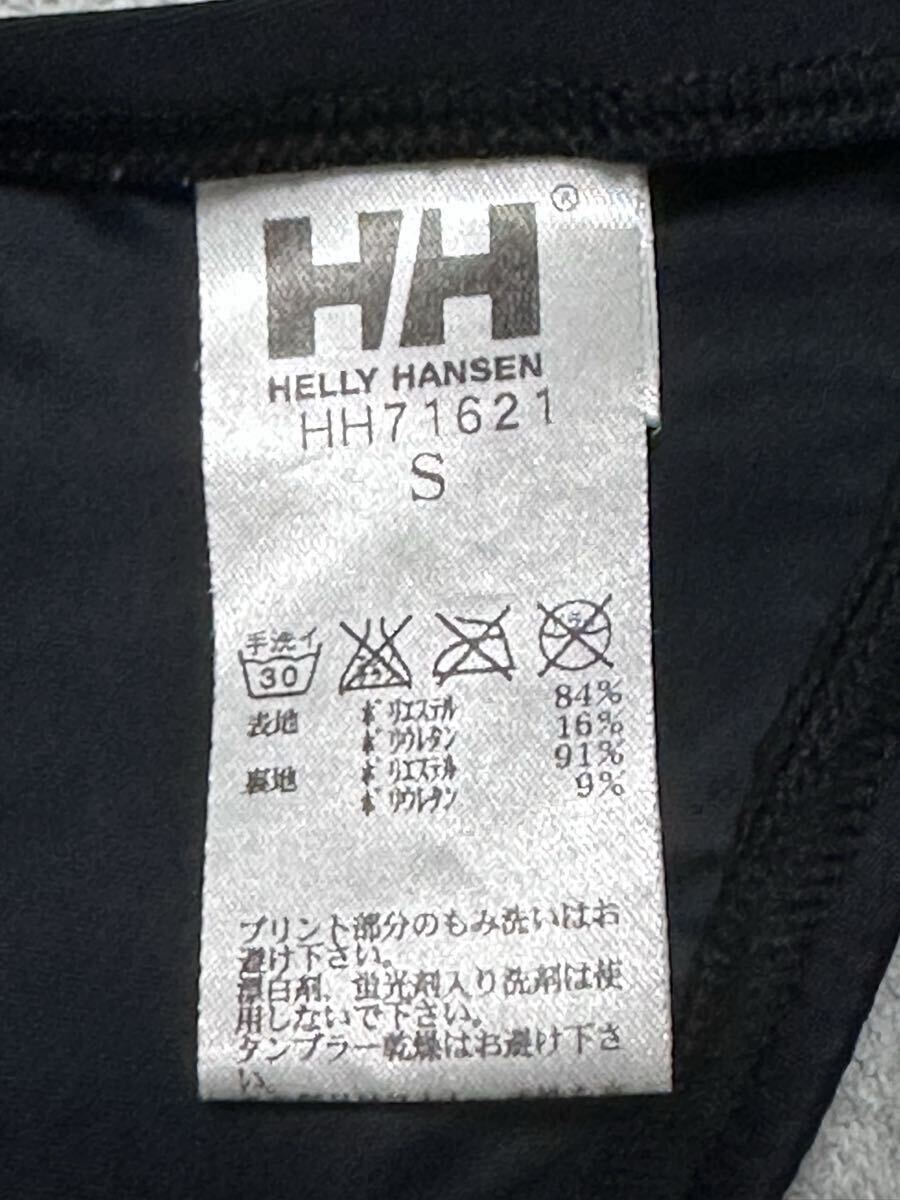 HH®
HELLY HANSEN
HH71621
S
手洗イ
30
表地 ポリエステル 84%
ポリウレタン 16%
裏地 ポリエステル 91%
ポリウレタン 9%
プリント部分のもみ洗いはお
避け下さい。
漂白剤、蛍光剤入り洗剤は使
用しないで下さい。
タンブラー乾燥はお避け下さ
い。